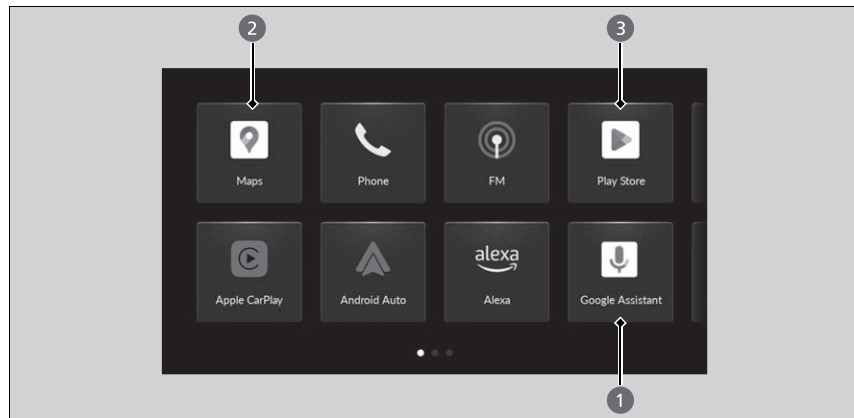 2
3
Maps
Phone
FM
Play Store
alexa
Apple CarPlay
Android Auto
Alexa
Google Assistant
1